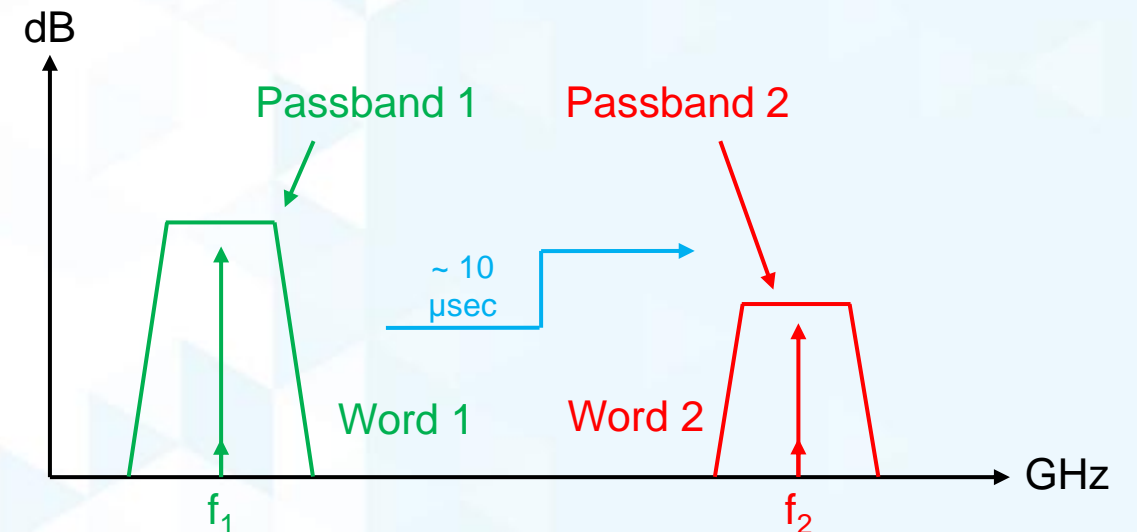 dB
Passband 1
Passband 2
~ 10
µsec
Word 1
Word 2
GHz
f₁
f₂